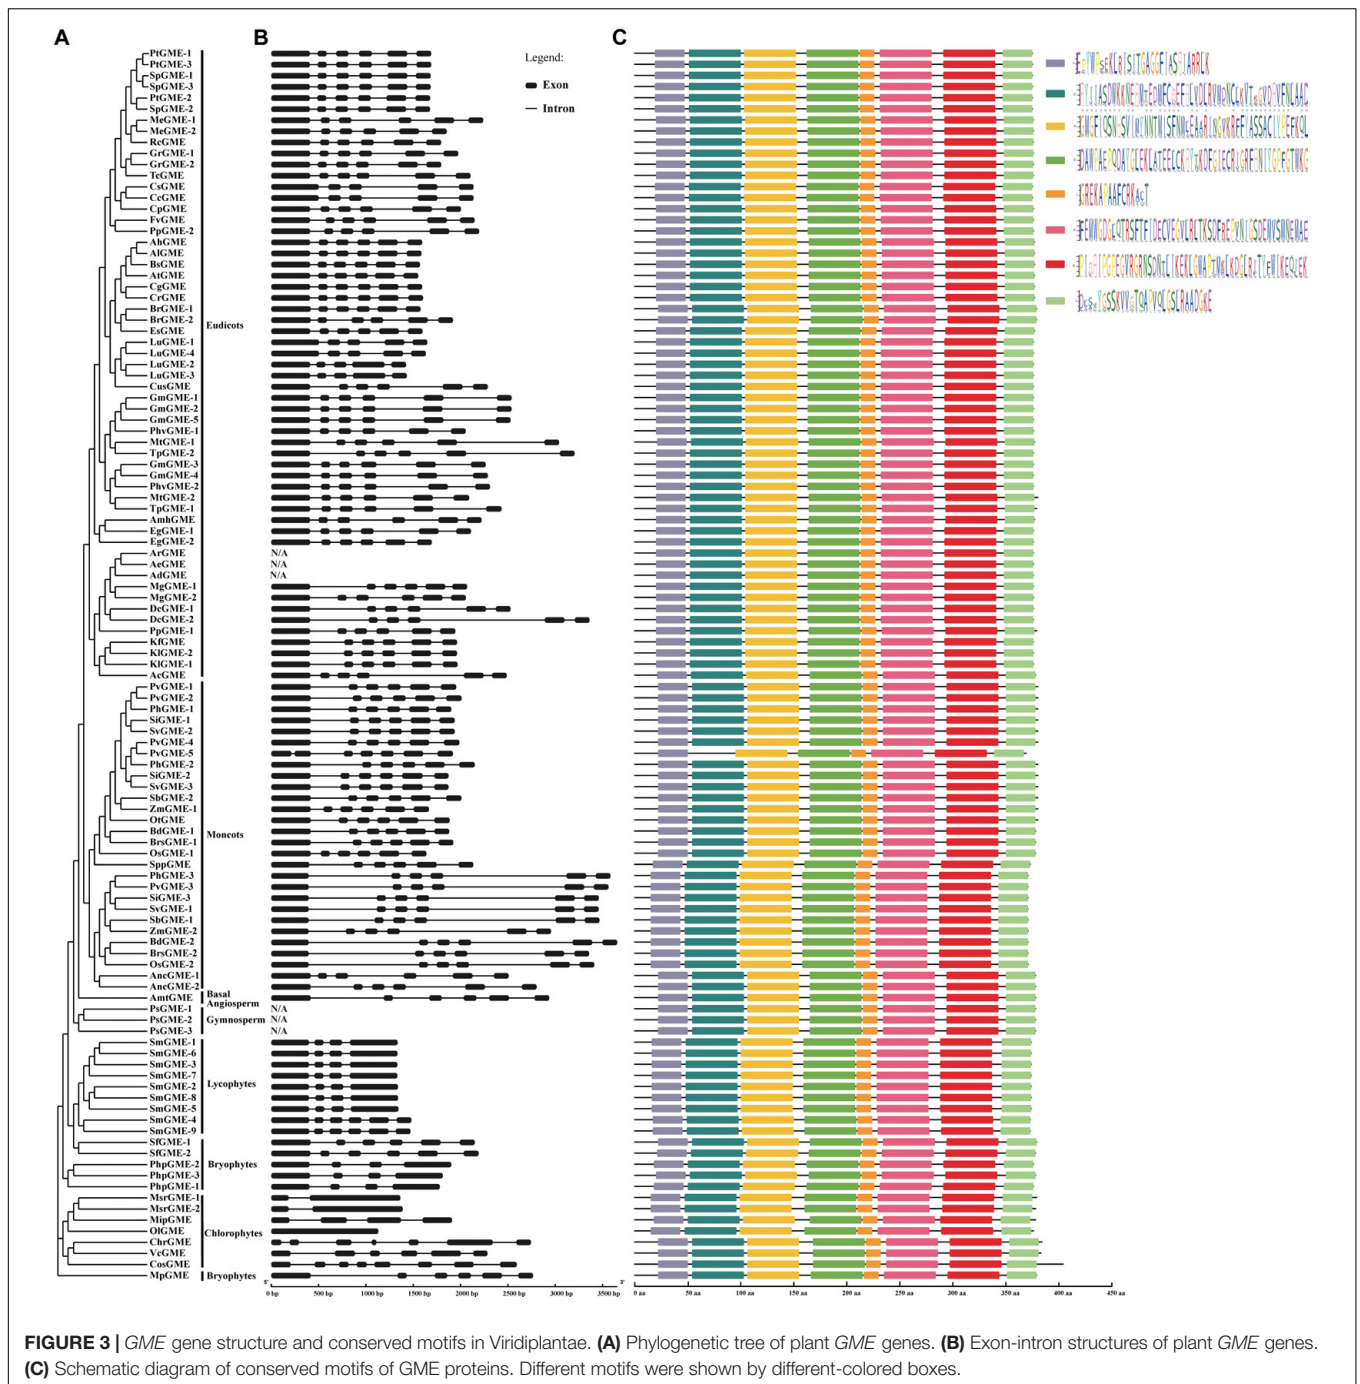 A
B
C
PtGME-1
PtGME-3
SpGME-1
SpGME-3
PtGME-2
SpGME-2
MeGME-1
MeGME-2
RcGME
GrGME-1
GrGME-2
TcGME
CsGME
CcGME
CpGME
FvGME
PpGME-2
AhGME
AlGME
BsGME
AtGME
CgGME
CrGME
BrGME-1
BrGME-2
EsGME
LuGME-1
LuGME-4
LuGME-2
LuGME-3
CusGME
GmGME-1
GmGME-2
GmGME-5
PhvGME-1
MtGME-1
TpGME-2
GmGME-3
GmGME-4
PhvGME-2
MtGME-2
TpGME-1
AmhGME
EgGME-1
EgGME-2
ArGME
AeGME
AdGME
MgGME-1
MgGME-2
DcGME-1
DcGME-2
PpGME-1
KfGME
KlGME-2
KlGME-1
AcGME
PvGME-1
PvGME-2
PhGME-1
SiGME-1
SvGME-2
PvGME-4
PvGME-5
PhGME-2
SiGME-2
SvGME-3
SbGME-2
ZmGME-1
OtGME
BdGME-1
BrsGME-1
OsGME-1
SppGME
PhGME-3
PvGME-3
SiGME-3
SvGME-1
SbGME-1
ZmGME-2
BdGME-2
BrsGME-2
OsGME-2
AncGME-1
AncGME-2
AmtGME
PsGME-1
PsGME-2
PsGME-3
SmGME-1
SmGME-6
SmGME-3
SmGME-7
SmGME-2
SmGME-8
SmGME-5
SmGME-4
SmGME-9
SfGME-1
SfGME-2
PhpGME-2
PhpGME-3
PhpGME-1
MsrGME-1
MsrGME-2
MipGME
OlGME
ChrGME
VcGME
CosGME
MpGME
Eudicots
Moncots
Basal
Angiosperm
Gymnosperm
Lycophytes
Bryophytes
Chlorophytes
Bryophytes
Legend:
Exon
Intron
N/A
N/A
N/A
N/A
N/A
N/A
5'
3'
0 bp
500 bp
1000 bp
1500 bp
2000 bp
2500 bp
3000 bp
3500 bp
0 aa
50 aa
100 aa
150 aa
200 aa
250 aa
300 aa
350 aa
400 aa
450 aa
FIGURE 3 | GME gene structure and conserved motifs in Viridiplantae. (A) Phylogenetic tree of plant GME genes. (B) Exon-intron structures of plant GME genes.
(C) Schematic diagram of conserved motifs of GME proteins. Different motifs were shown by different-colored boxes.